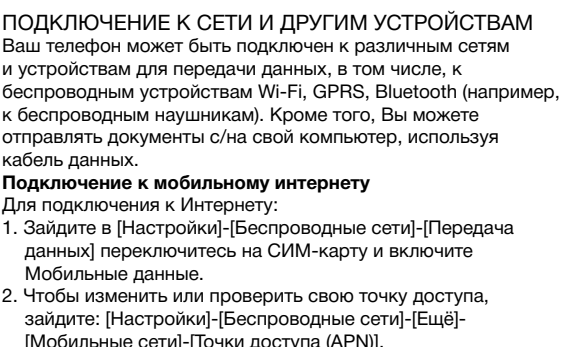 ПОДКЛЮЧЕНИЕ К СЕТИ И ДРУГИМ УСТРОЙСТВАМ
Ваш телефон может быть подключен к различным сетям
и устройствам для передачи данных, в том числе, к
беспроводным устройствам Wi-Fi, GPRS, Bluetooth (например,
к беспроводным наушникам). Кроме того, Вы можете
отправлять документы с/на свой компьютер, используя
кабель данных.
Подключение к мобильному интернету
Для подключения к Интернету:
1. Зайдите в [Настройки]-[Беспроводные сети]-[Передача
данных] переключитесь на СИМ-карту и включите
Мобильные данные.
2. Чтобы изменить или проверить свою точку доступа,
зайдите: [Настройки]-[Беспроводные сети]-[Ещё]-
[Мобильные сети]-[Точки доступа (APN)].